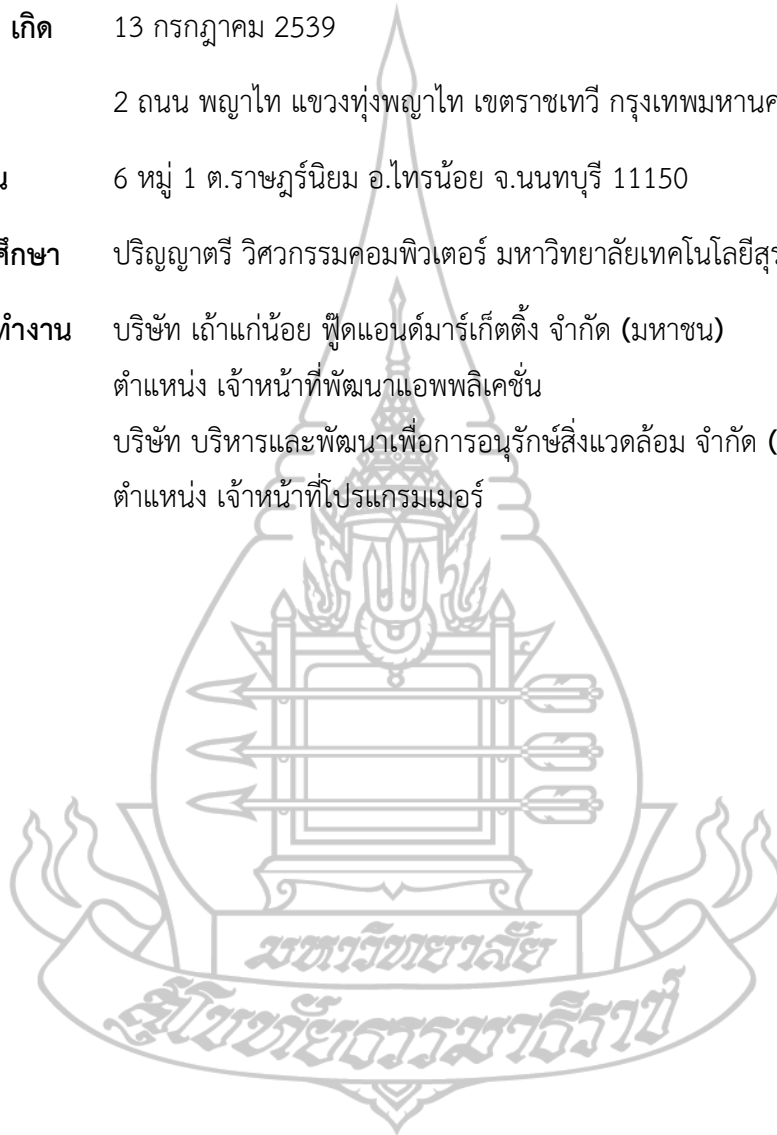 เกิด 13 กรกฎาคม 2539
2 ถนน พญาไท แขวงทุ่งพญาไท เขตราชเทวี กรุงเทพมหานค
น 6 หมู่ 1 ต.ราษฎร์นิยม อ.ไทรน้อย จ.นนทบุรี 11150
ศึกษา ปริญญาตรี วิศวกรรมคอมพิวเตอร์ มหาวิทยาลัยเทคโนโลยีสุร
ทำงาน บริษัท เถ้าแก่น้อย ฟู๊ดแอนด์มาร์เก็ตติ้ง จำกัด (มหาชน)
ตำแหน่ง เจ้าหน้าที่พัฒนาแอพพลิเคชั่น
บริษัท บริหารและพัฒนาเพื่อการอนุรักษ์สิ่งแวดล้อม จำกัด (
ตำแหน่ง เจ้าหน้าที่โปรแกรมเมอร์
มหาวิทยาลัย
สุโขทัยธรรมาธิราช